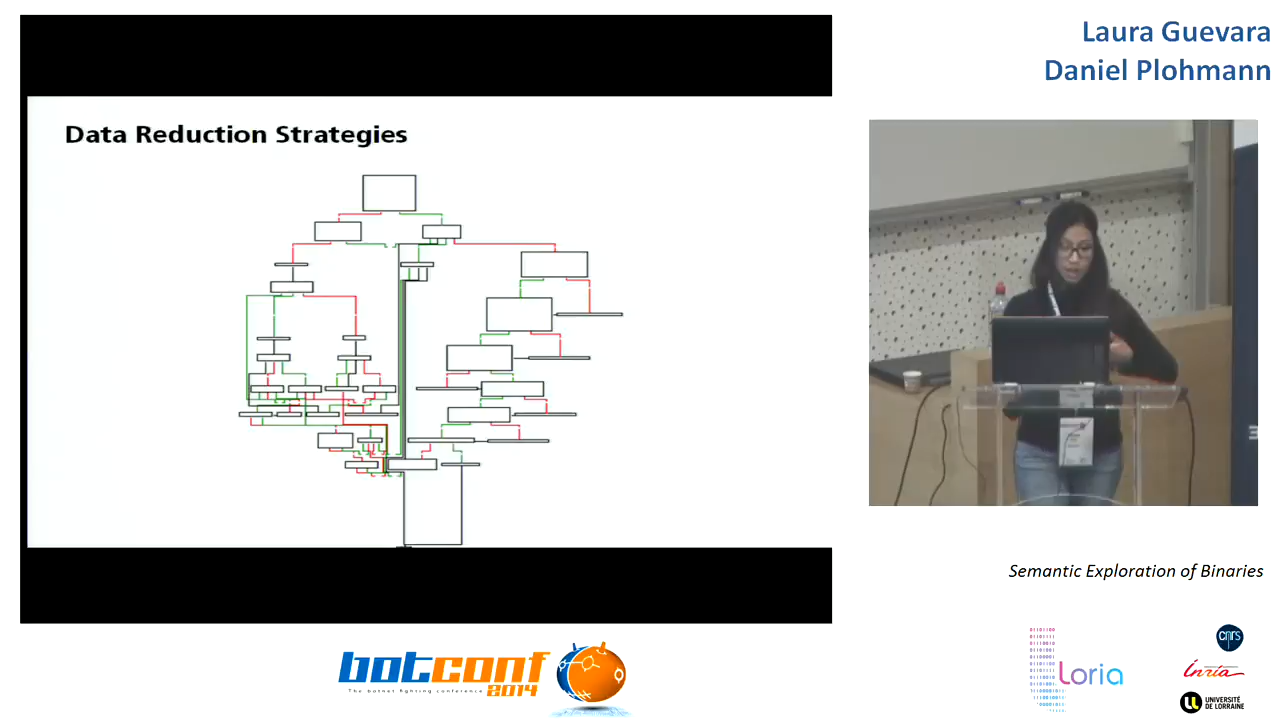 Laura Guevara
Daniel Plohmann
Data Reduction Strategies
Semantic Exploration of Binaries
botconf
2014
The botnet fighting conference
Loria
cnrs
Inria
UNIVERSITÉ
DE LORRAINE